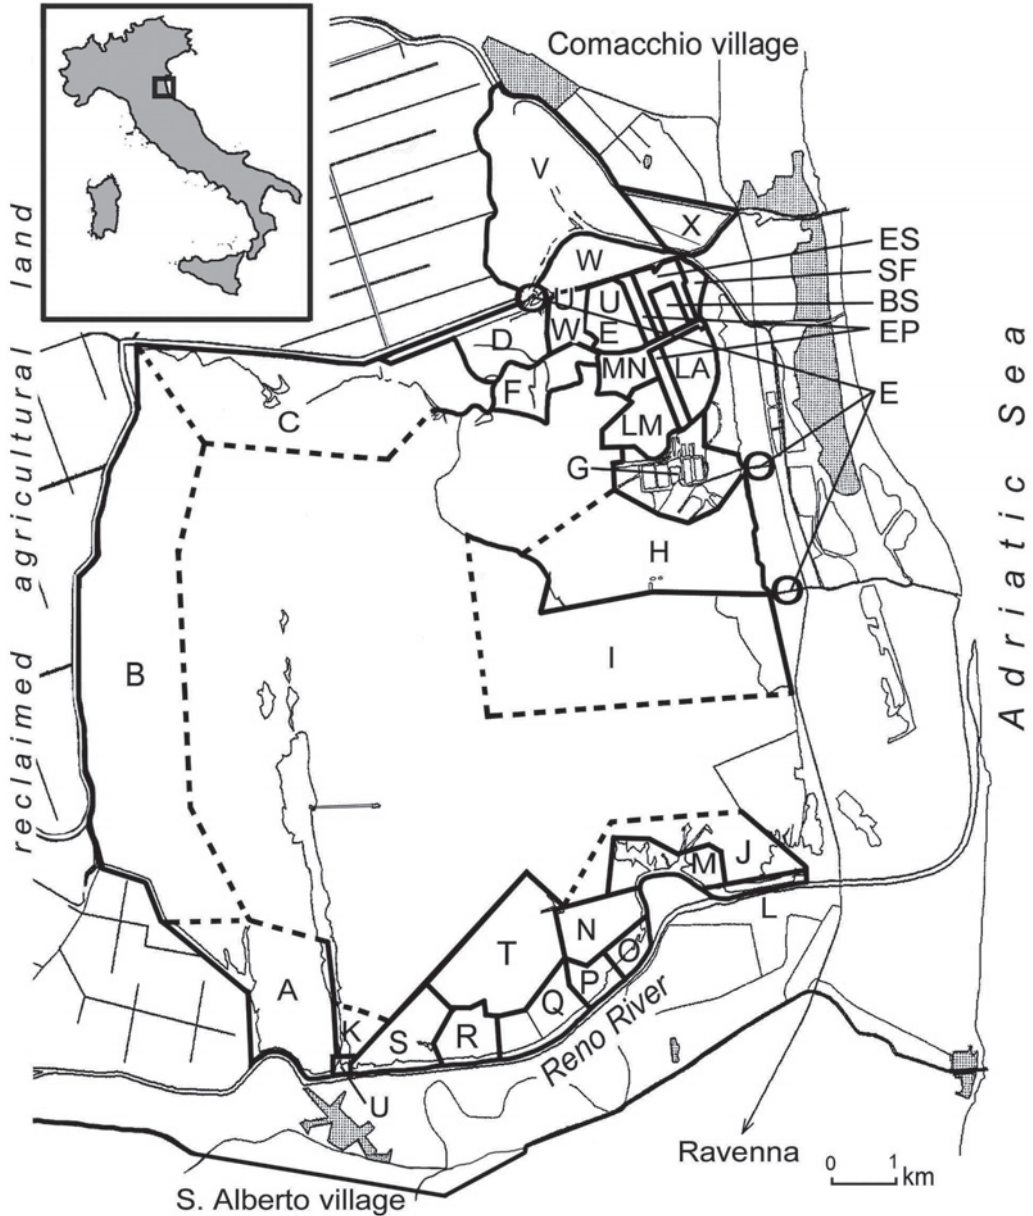 Comacchio village
V
X
ES
SF
BS
EP
E
W
U
U
W
E
D
F
MN
LA
LM
G
C
H
I
B
J
M
L
N
O
P
Q
T
R
S
K
A
U
Reno River
Ravenna
0 1 km
S. Alberto village
reclaimed agricultural land
Adriatic Sea